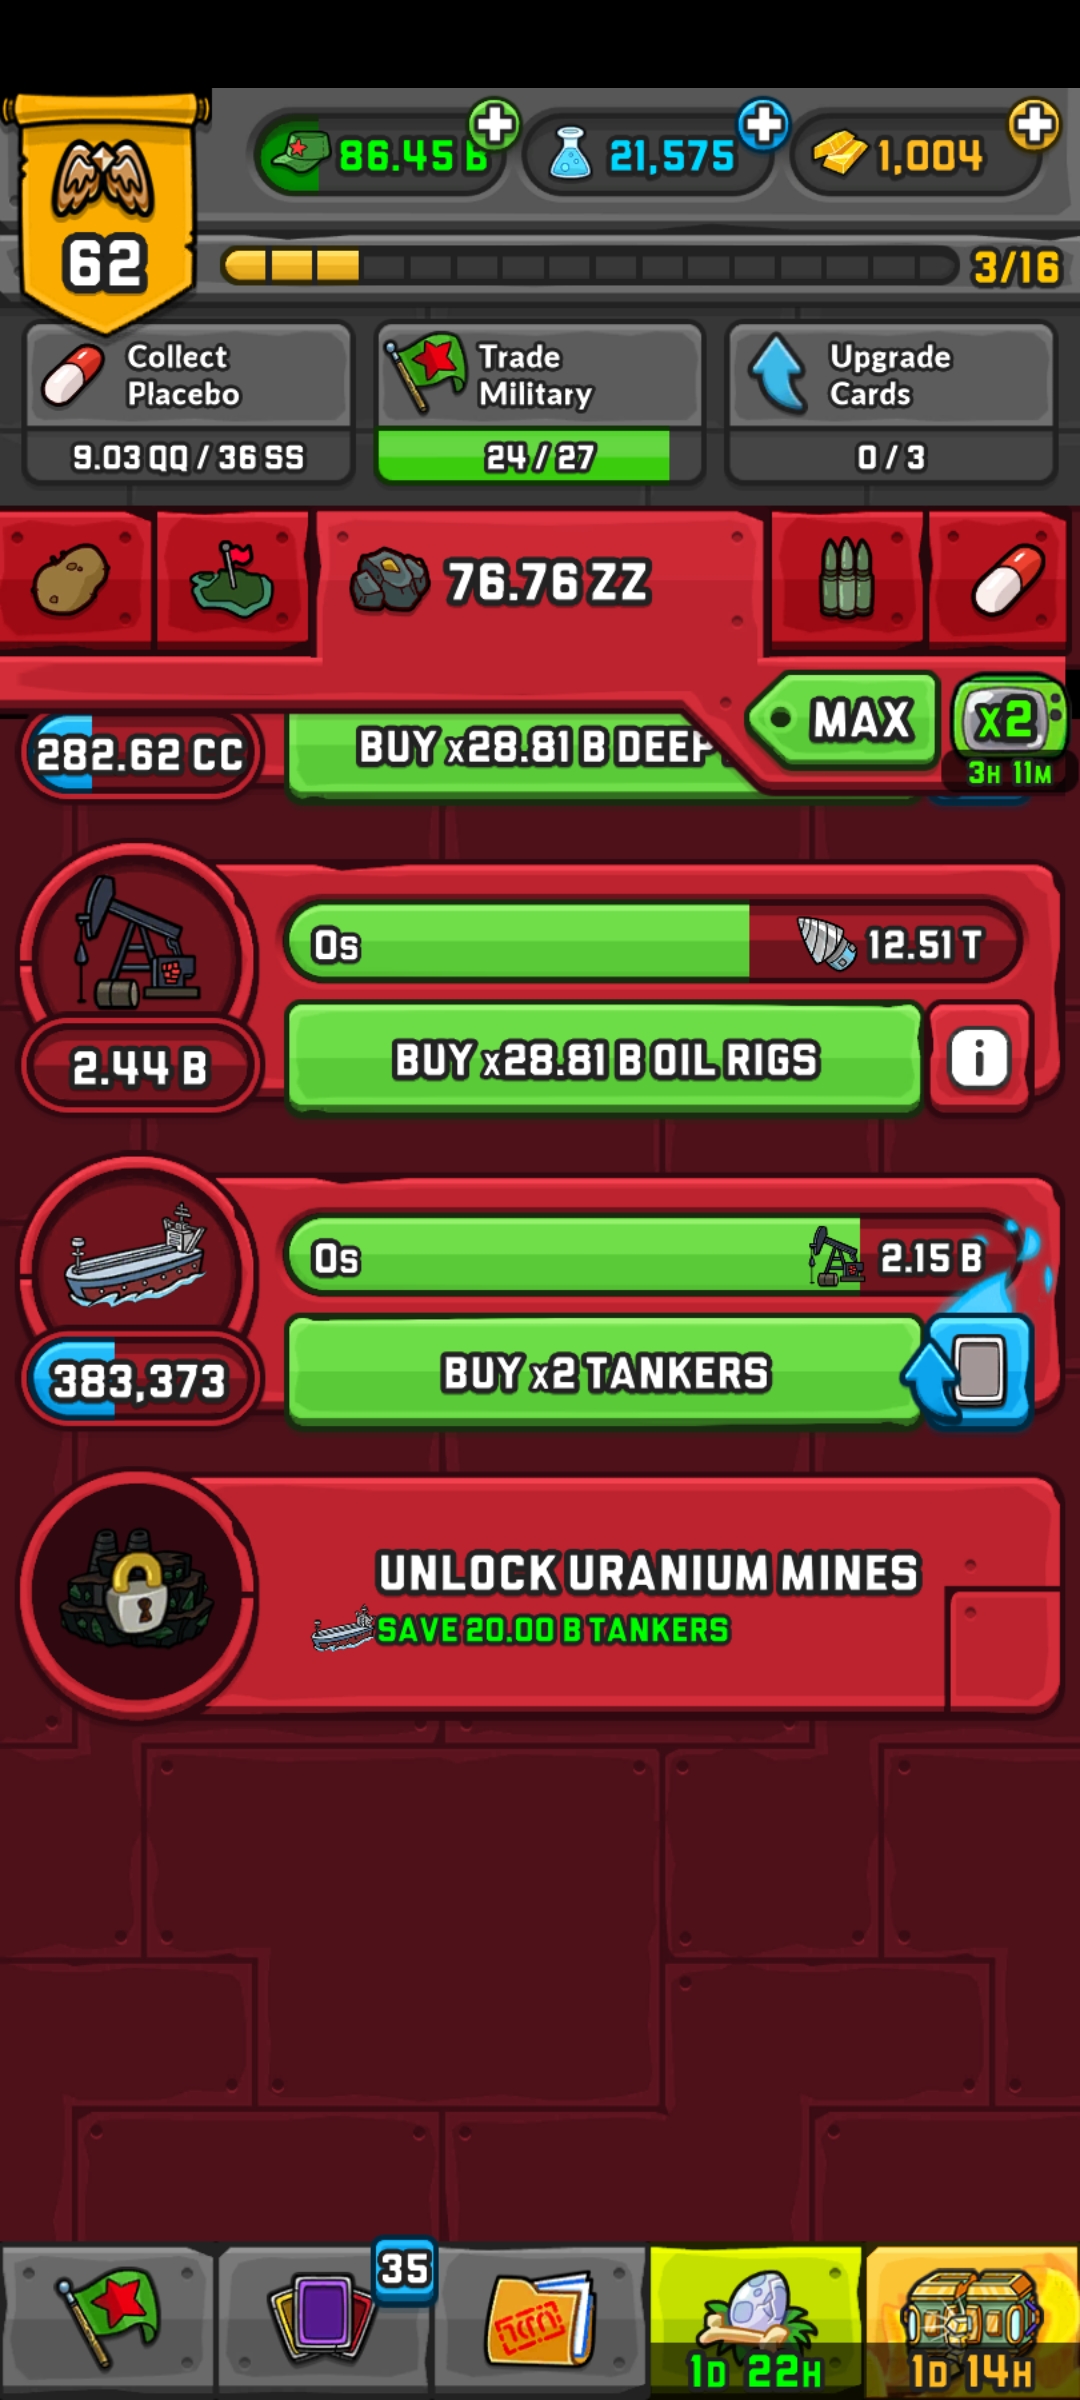 86.45 B
21,575
1,004
62
3/16
Collect
Placebo
Trade
Military
Upgrade
Cards
9.03 QQ / 36 SS
24 / 27
0 / 3
76.76 ZZ
MAX
x2
3H 11M
282.62 CC
BUY x28.81 B DEEP
0s
12.51 T
2.44 B
BUY x28.81 B OIL RIGS
i
0s
2.15 B
383,373
BUY x2 TANKERS
UNLOCK URANIUM MINES
SAVE 20.00 B TANKERS
35
1D 22H
1D 14H